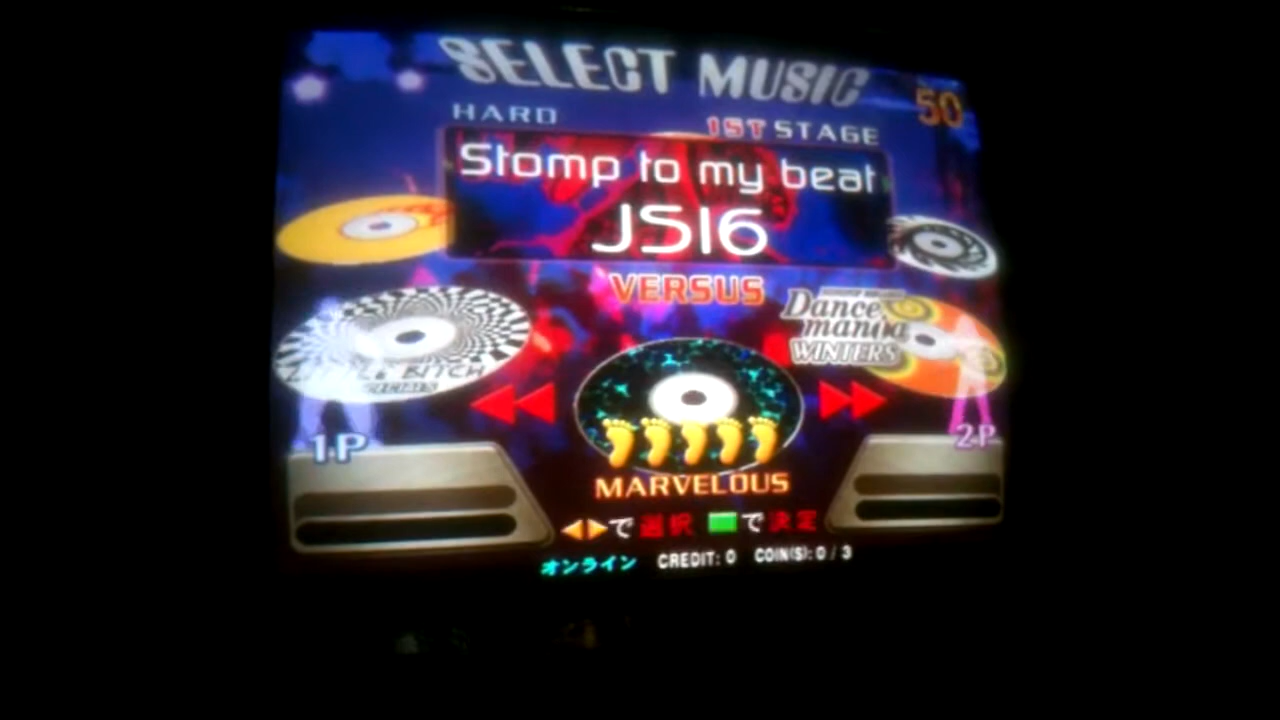 SELECT MUSIC
50
HARD
1ST STAGE
Stomp to my beat
JS16
VERSUS
Dance
mania
WINTERS
BITCH
MARVELOUS
1P
2P
で選択 で決定
オンライン CREDIT: 0 COIN(S): 0 / 3